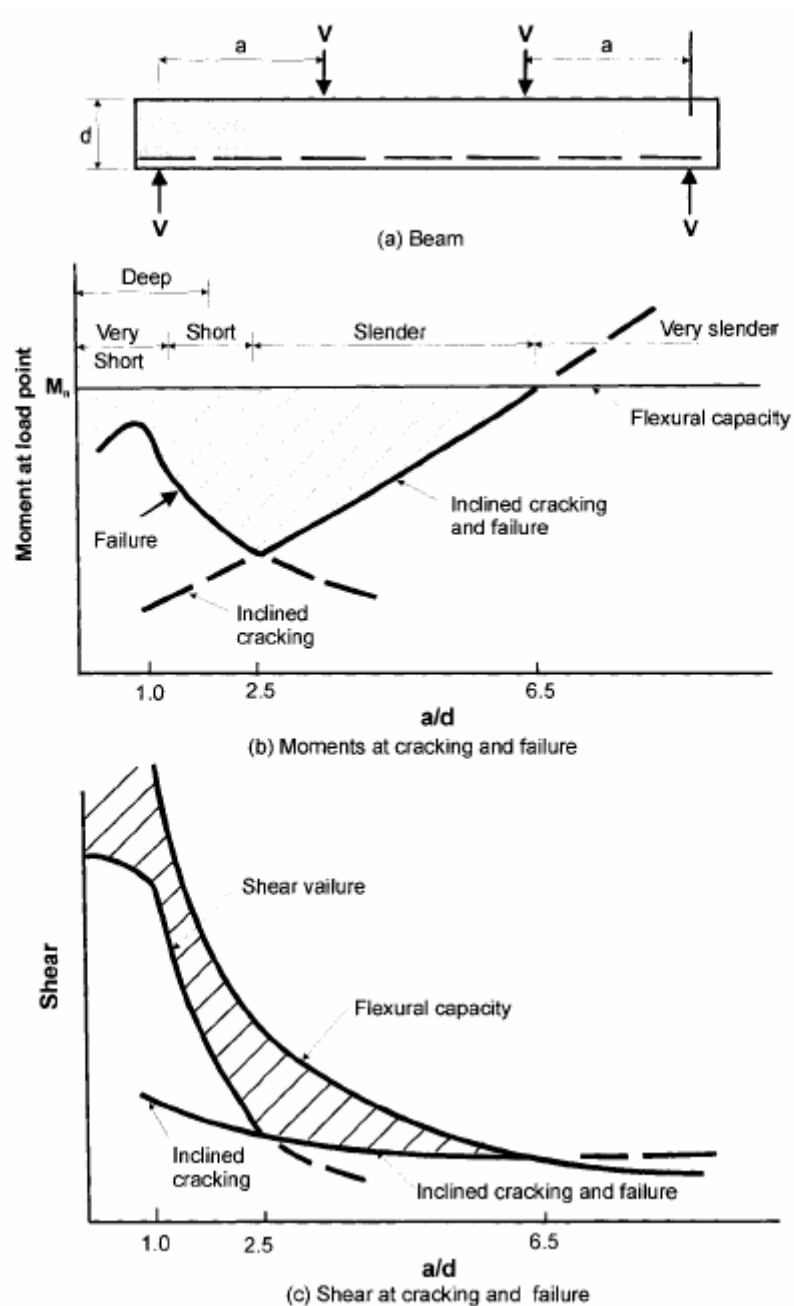 V
V
a
a
d
V
V
(a) Beam
Deep
Very
Short
Short
Slender
Very slender
Mn
Flexural capacity
Moment at load point
Failure
Inclined cracking
and failure
Inclined
cracking
1.0
2.5
6.5
a/d
(b) Moments at cracking and failure
Shear vailure
Shear
Flexural capacity
Inclined
cracking
Inclined cracking and failure
1.0
2.5
6.5
a/d
(c) Shear at cracking and failure